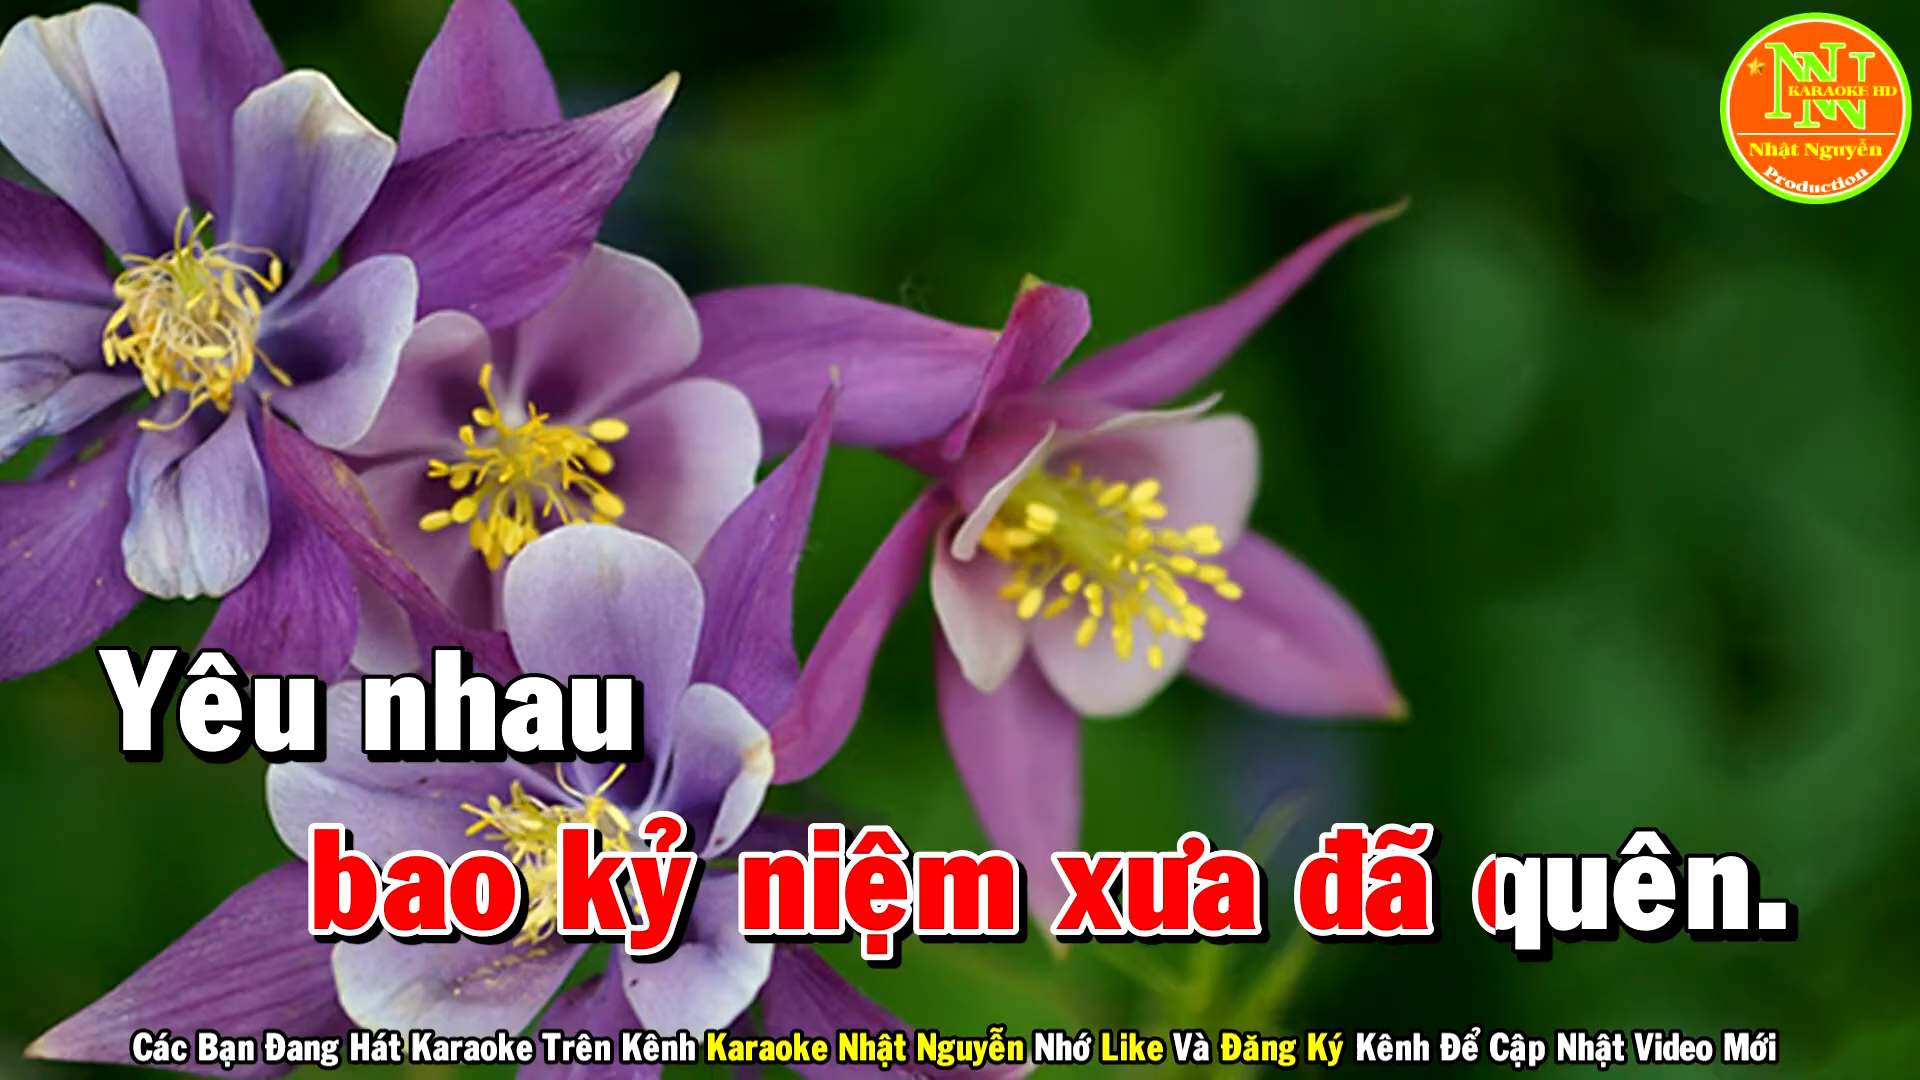 NN
NN
KARAOKE HD
Nhật Nguyễn
Production
Yêu nhau
bao kỷ niệm xưa đã quên.
Các Bạn Đang Hát Karaoke Trên Kênh Karaoke Nhật Nguyễn Nhớ Like Và Đăng Ký Kênh Để Cập Nhật Video Mới